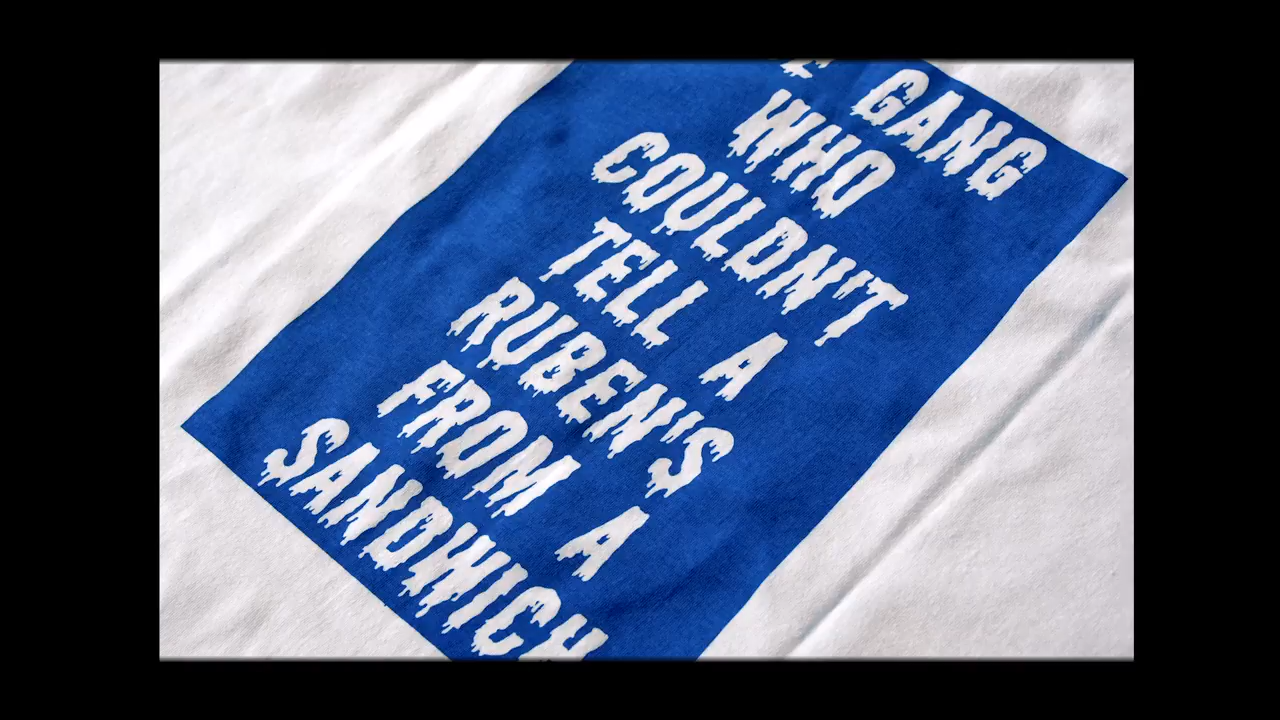 GANG
WHO
COULDN'T
TELL A
RUBEN'S
FROM A
SANDWICH